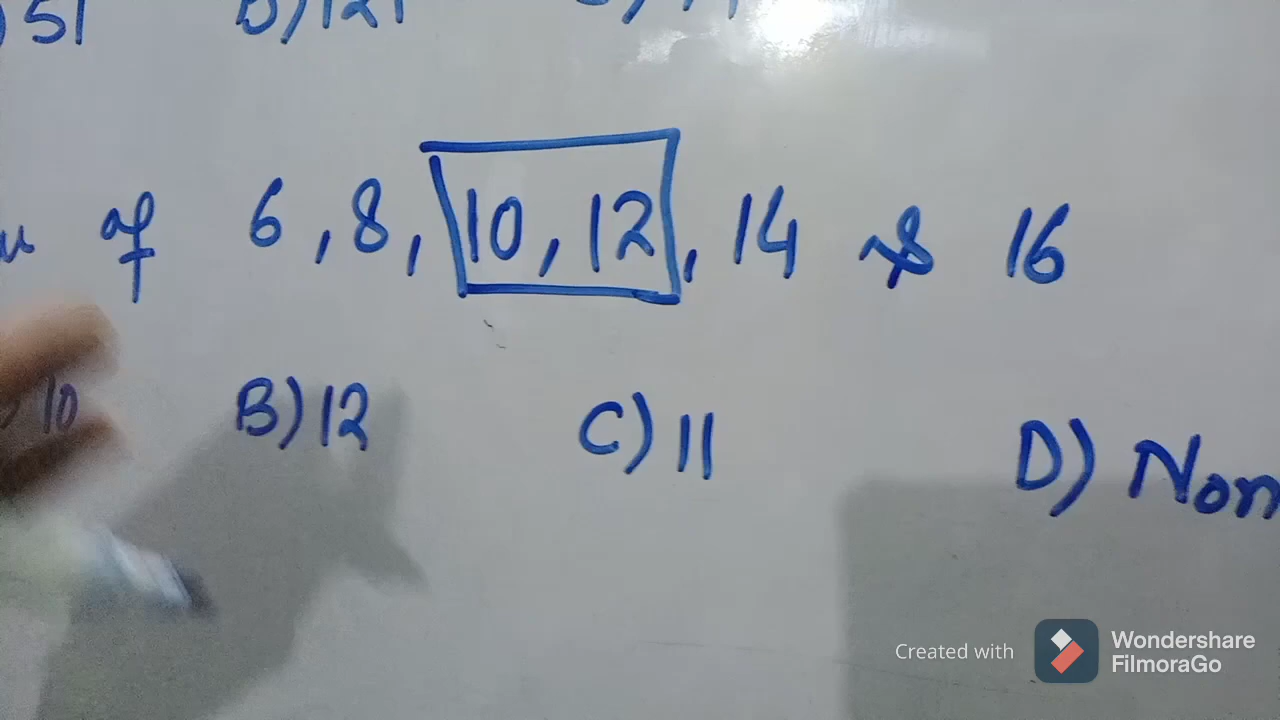 51 B) 121
of 6, 8, 10, 12, 14 & 16
10 B) 12 C) 11 D) Non
Created with Wondershare FilmoraGo